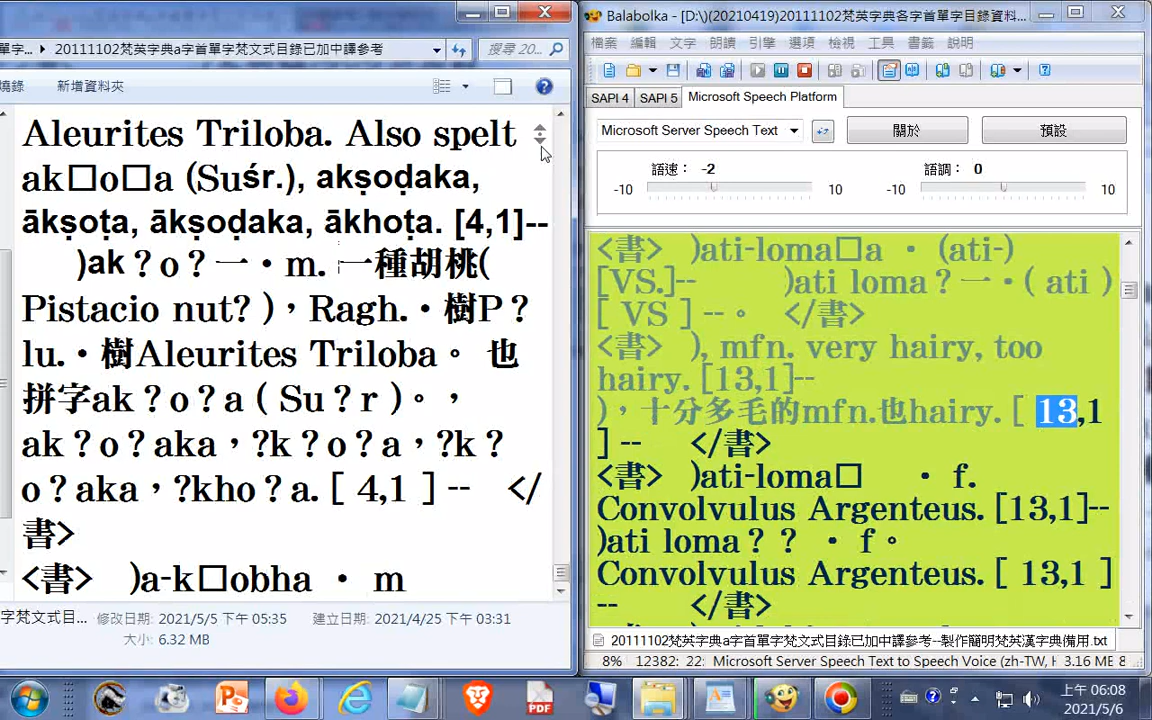 單字... ▸ 20111102梵英字典a字首單字梵文式目錄已加中譯參考
搜尋 20...
燒錄 新增資料夾
Aleurites Triloba. Also spelt
ak□o□a (Suśr.), akṣoḍaka,
ākṣoṭa, ākṣoḍaka, ākhoṭa. [4,1]--
)ak？o？一‧m. 一種胡桃(
Pistacio nut? )，Ragh.‧樹P？
lu.‧樹Aleurites Triloba。 也
拼字ak？o？a ( Su？r )。，
ak？o？aka，?k？o？a，?k？
o？aka，?kho？a. [ 4,1 ] -- </
書>
<書> )a-k□obha ‧ m
字梵文式目... 修改日期: 2021/5/5 下午 05:35 建立日期: 2021/4/25 下午 03:31
大小: 6.32 MB
Balabolka - [D:\)(20210419)20111102梵英字典各字首單字目錄資料...
檔案 編輯 文字 朗讀 引擎 選項 檢視 工具 書籤 說明
SAPI 4 SAPI 5 Microsoft Speech Platform
Microsoft Server Speech Text 關於 預設
語速: -2 語調: 0
-10 10 -10 10
<書> )ati-loma□a ‧ (ati-)
[VS.]-- )ati loma？一‧( ati )
[ VS ] --。 </書>
<書> ), mfn. very hairy, too
hairy. [13,1]--
)，十分多毛的mfn.也hairy. [ 13,1
] -- </書>
<書> )ati-loma□ ‧ f.
Convolvulus Argenteus. [13,1]--
)ati loma？？ ‧ f。
Convolvulus Argenteus. [ 13,1 ]
-- </書>
20111102梵英字典a字首單字梵文式目錄已加中譯參考--製作簡明梵英漢字典備用.txt
8% 12382: 22: Microsoft Server Speech Text to Speech Voice (zh-TW, H 3.16 MB 8
PDF
上午 06:08
2021/5/6